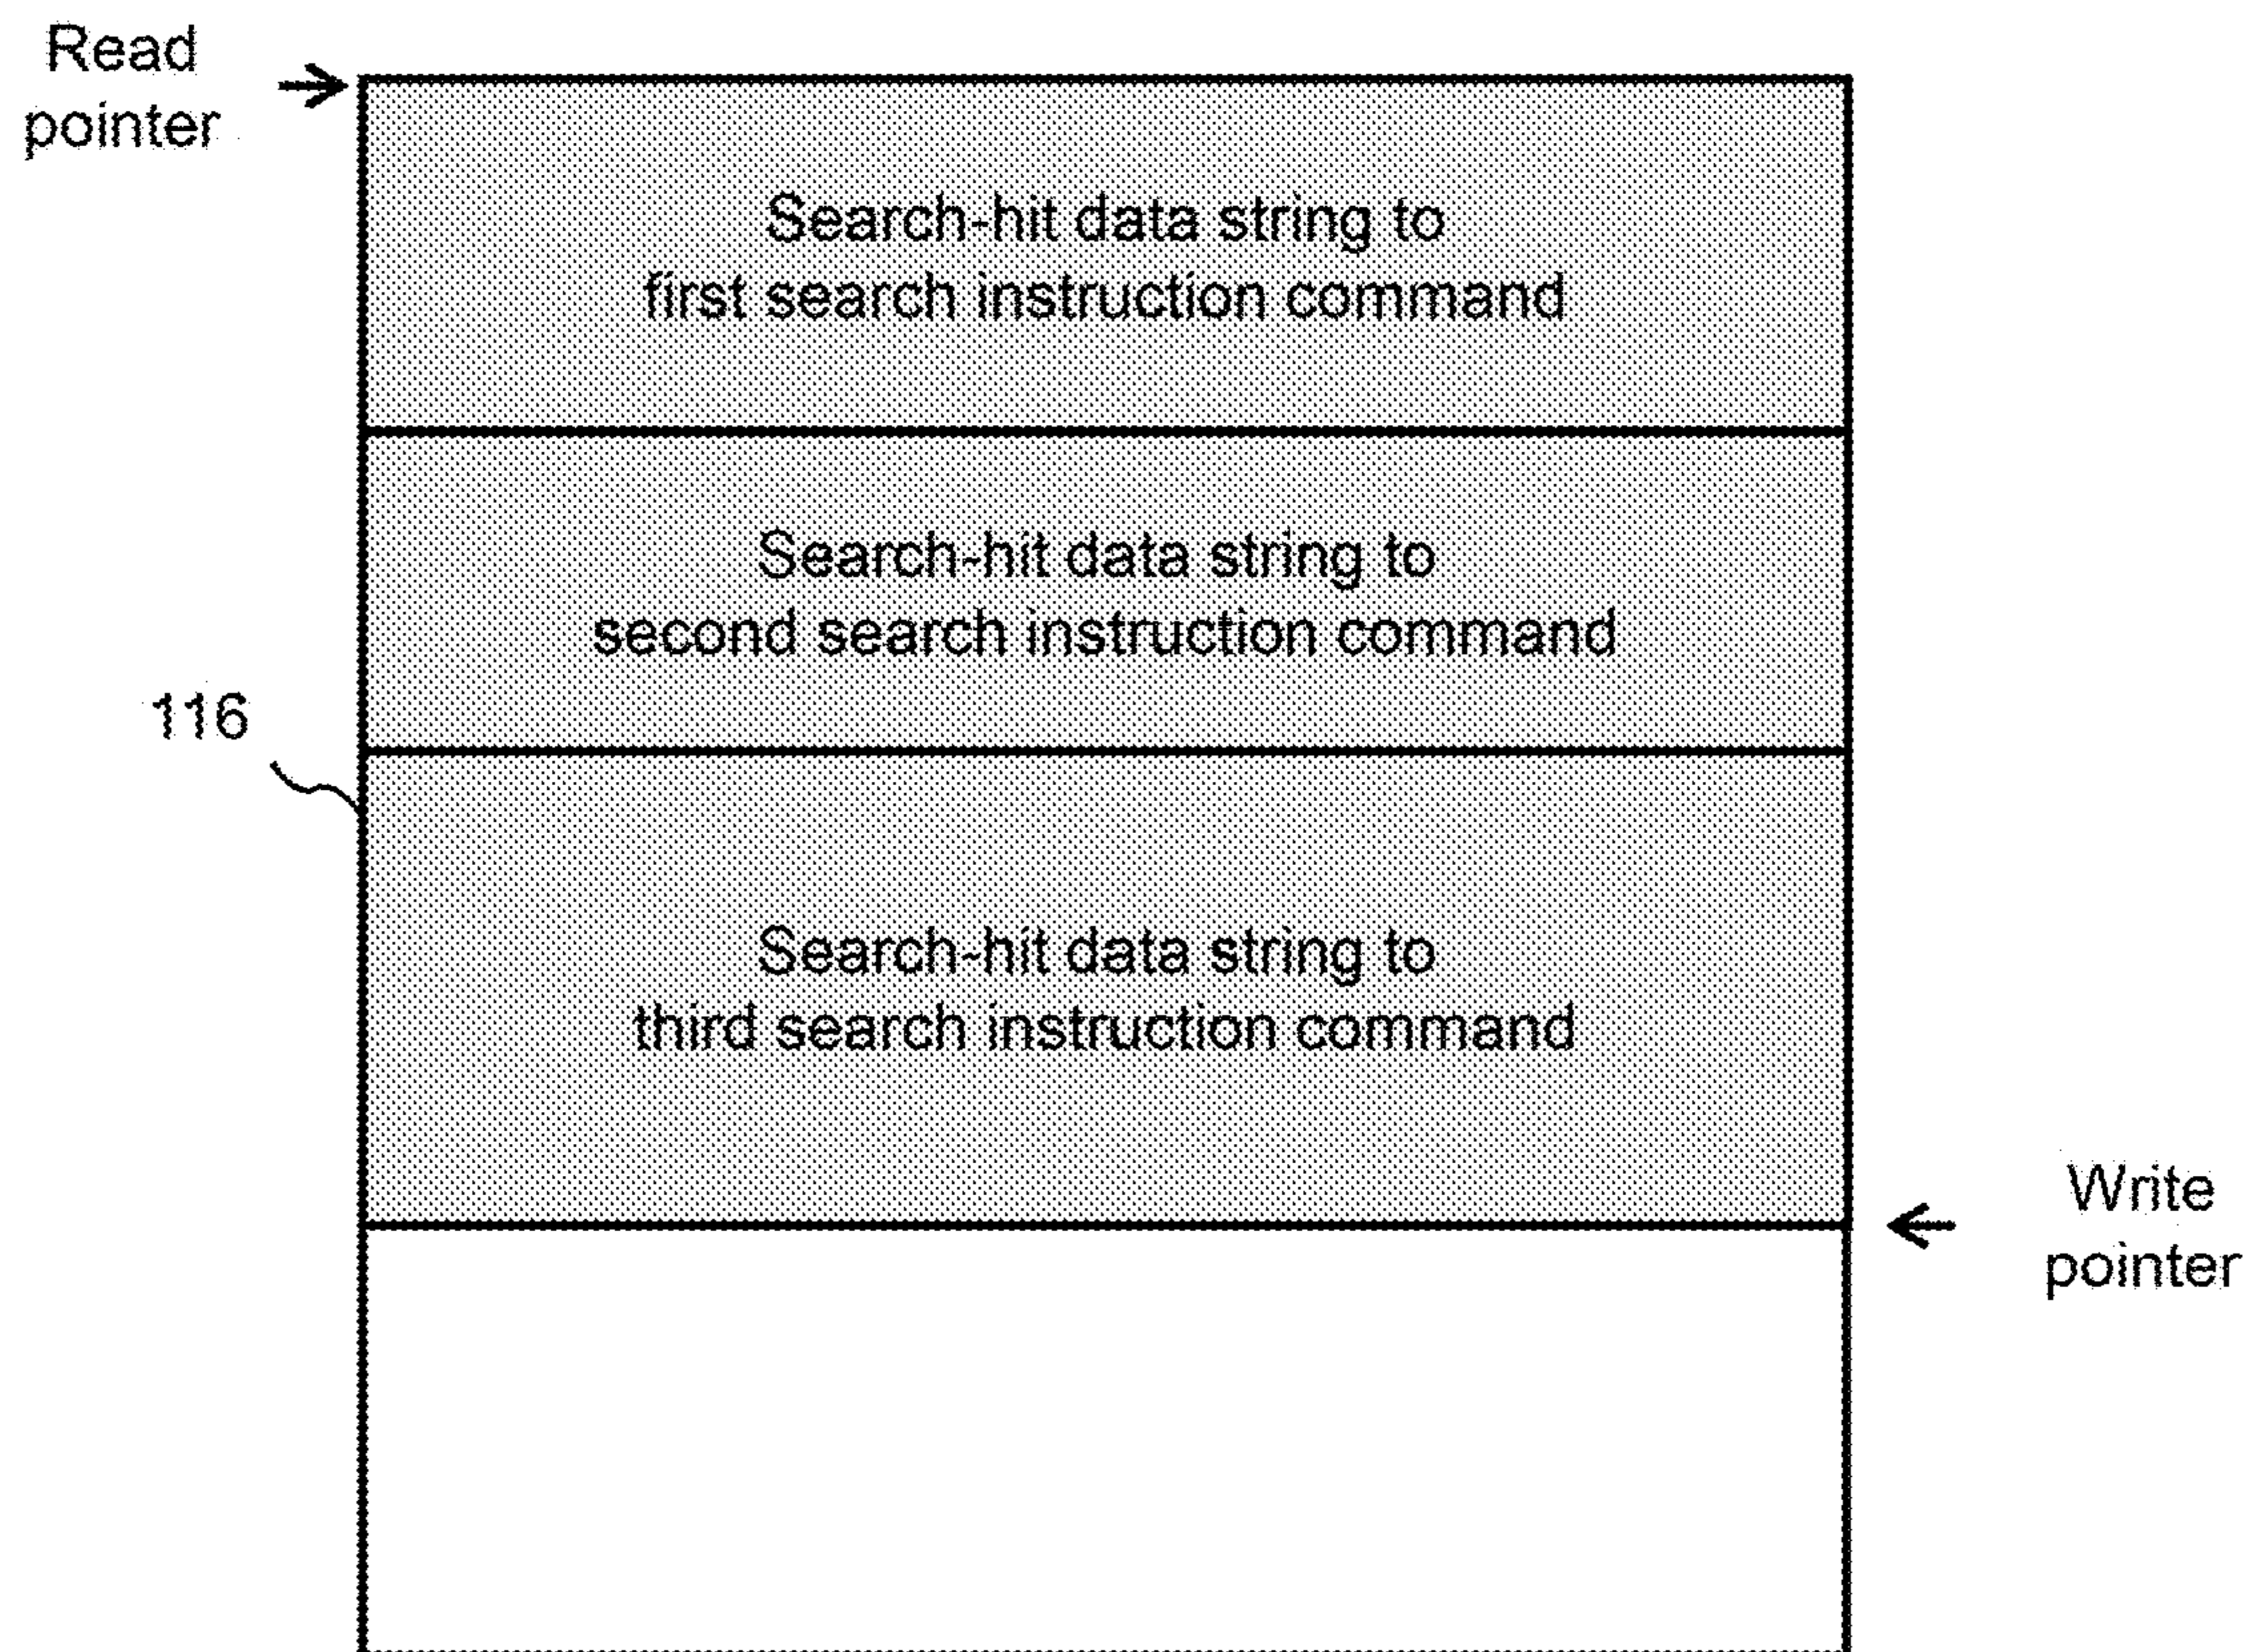 Read
pointer
Search-hit data string to
first search instruction command
Search-hit data string to
second search instruction command
116
Search-hit data string to
third search instruction command
Write
pointer